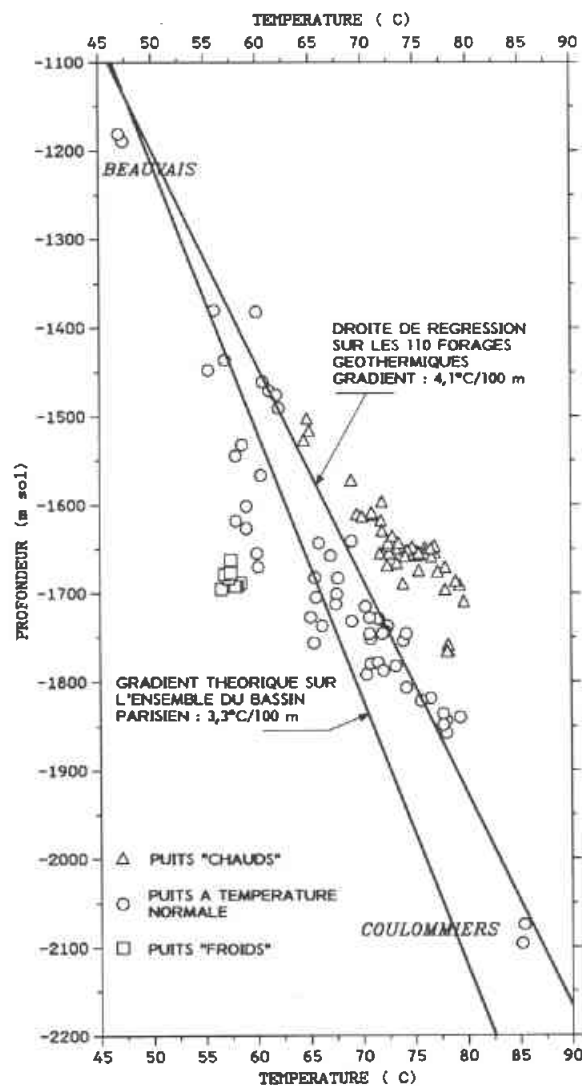 TEMPERATURE ( C)
45 50 55 60 65 70 75 80 85 90
-1100
-1200
-1300
-1400
-1500
-1600
-1700
-1800
-1900
-2000
-2100
-2200
PROFONDEUR (m sol)
BEAUVAIS
DROITE DE REGRESSION
SUR LES 110 FORAGES
GEOTHERMIQUES
GRADIENT : 4,1°C/100 m
GRADIENT THEORIQUE SUR
L'ENSEMBLE DU BASSIN
PARISIEN : 3,3°C/100 m
PUITS "CHAUDS"
PUITS A TEMPERATURE
NORMALE
PUITS "FROIDS"
COULOMMIERS
45 50 55 60 65 70 75 80 85 90
TEMPERATURE ( C)